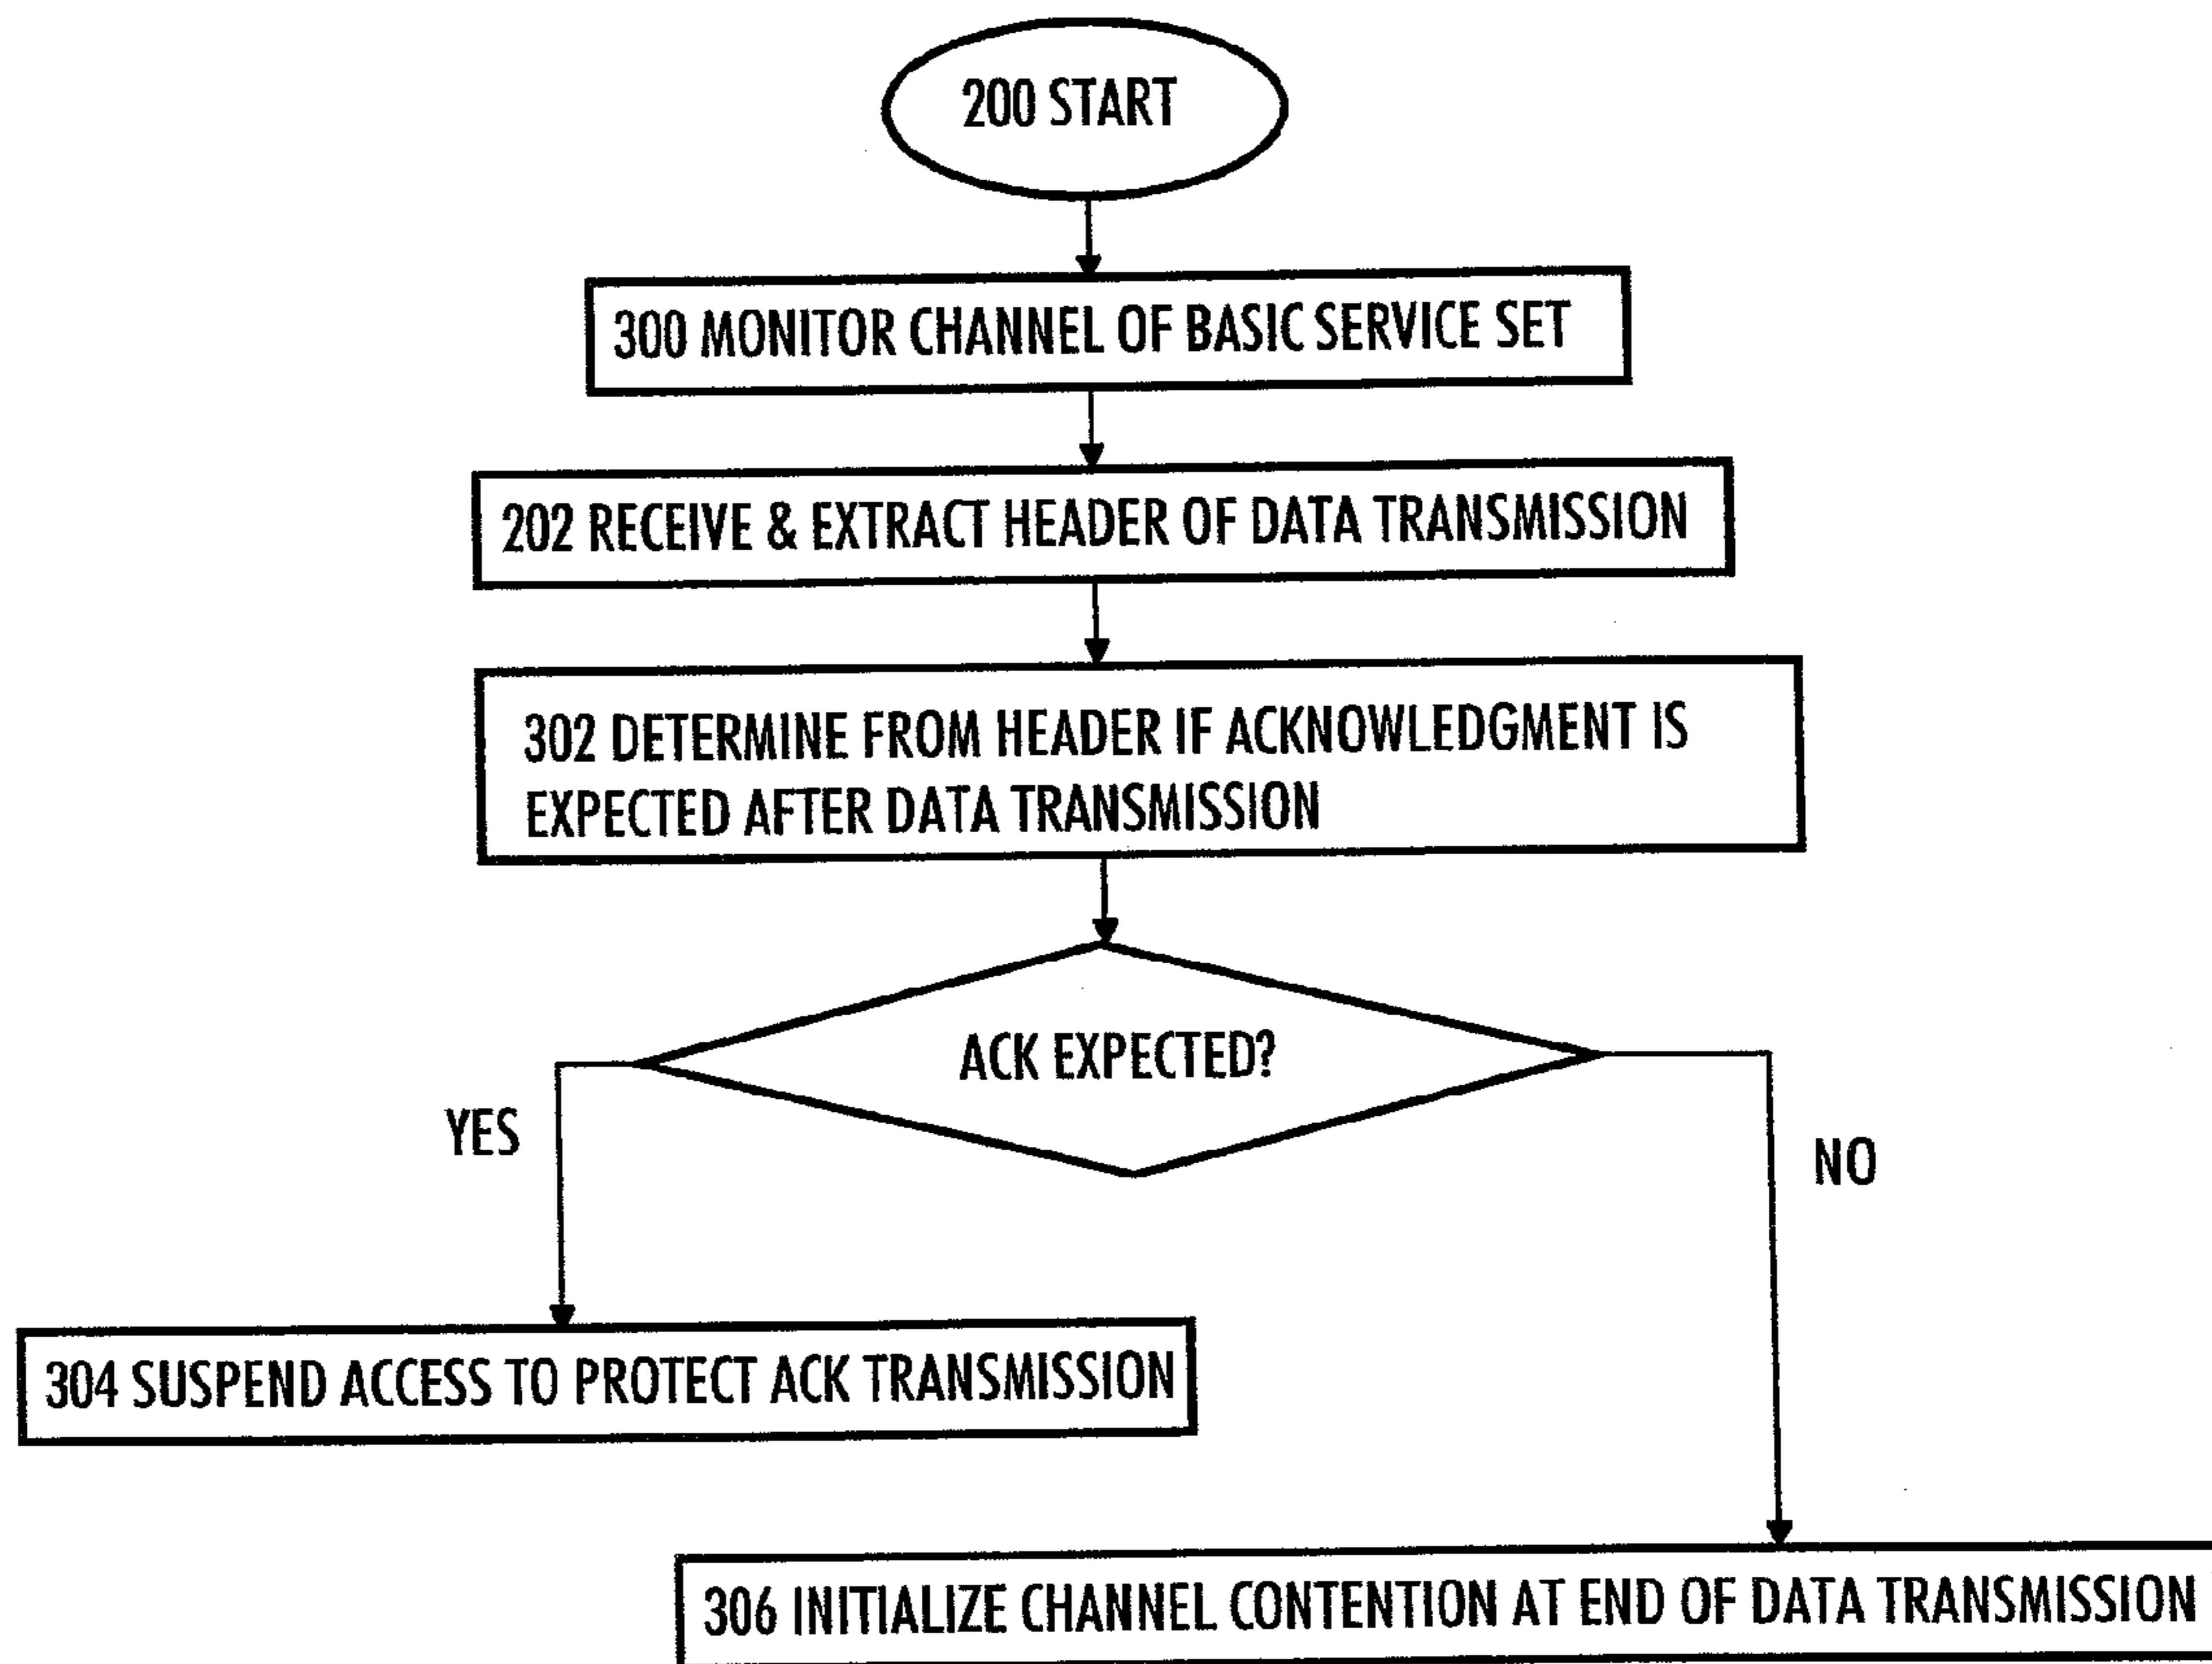 200 START
300 MONITOR CHANNEL OF BASIC SERVICE SET
202 RECEIVE & EXTRACT HEADER OF DATA TRANSMISSION
302 DETERMINE FROM HEADER IF ACKNOWLEDGMENT IS
EXPECTED AFTER DATA TRANSMISSION
ACK EXPECTED?
YES
NO
304 SUSPEND ACCESS TO PROTECT ACK TRANSMISSION
306 INITIALIZE CHANNEL CONTENTION AT END OF DATA TRANSMISSION